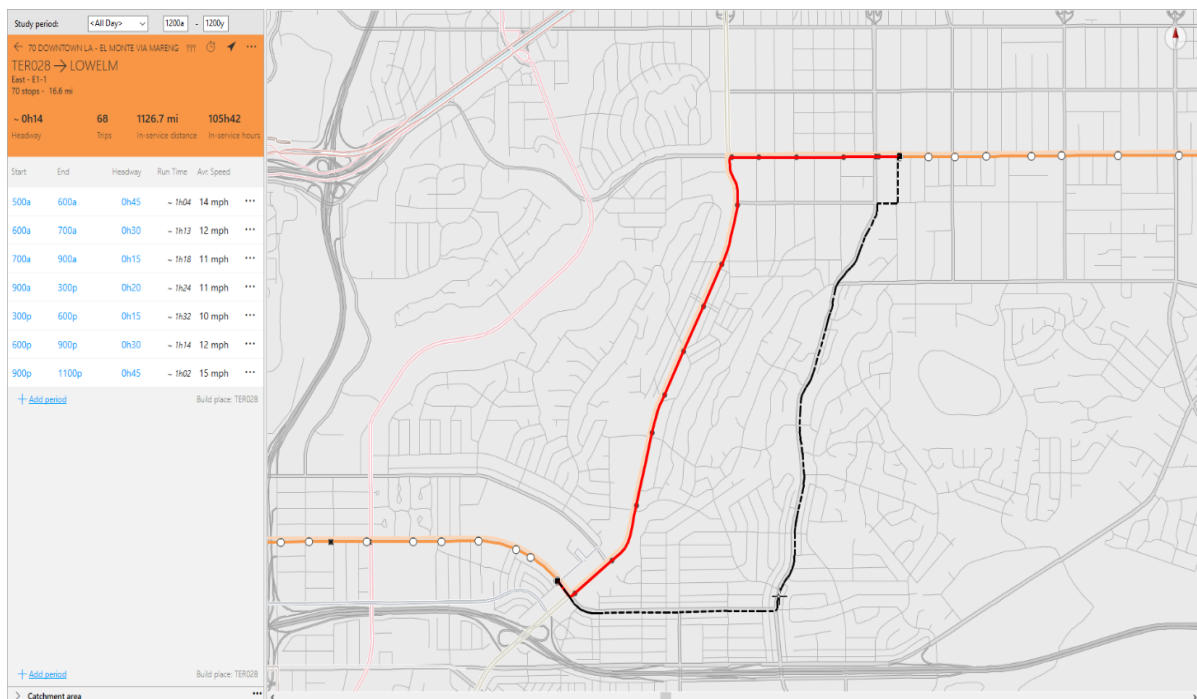 Study period:
<All Day>
1200a - 1200y
70 DOWNTOWN LA - EL MONTE VIA MARENG
TER028 → LOWELM
East - E1-1
70 stops - 16.6 mi
~ 0h14 68 1126.7 mi 105h42
Headway Trips In-service distance In-service hours
Start End Headway Run Time Avr. Speed
500a 600a 0h45 ~ 1h04 14 mph
600a 700a 0h30 ~ 1h13 12 mph
700a 900a 0h15 ~ 1h18 11 mph
900a 300p 0h20 ~ 1h24 11 mph
300p 600p 0h15 ~ 1h32 10 mph
600p 900p 0h30 ~ 1h14 12 mph
900p 1100p 0h45 ~ 1h02 15 mph
+ Add period Build place: TER028
+ Add period Build place: TER028
> Catchment area